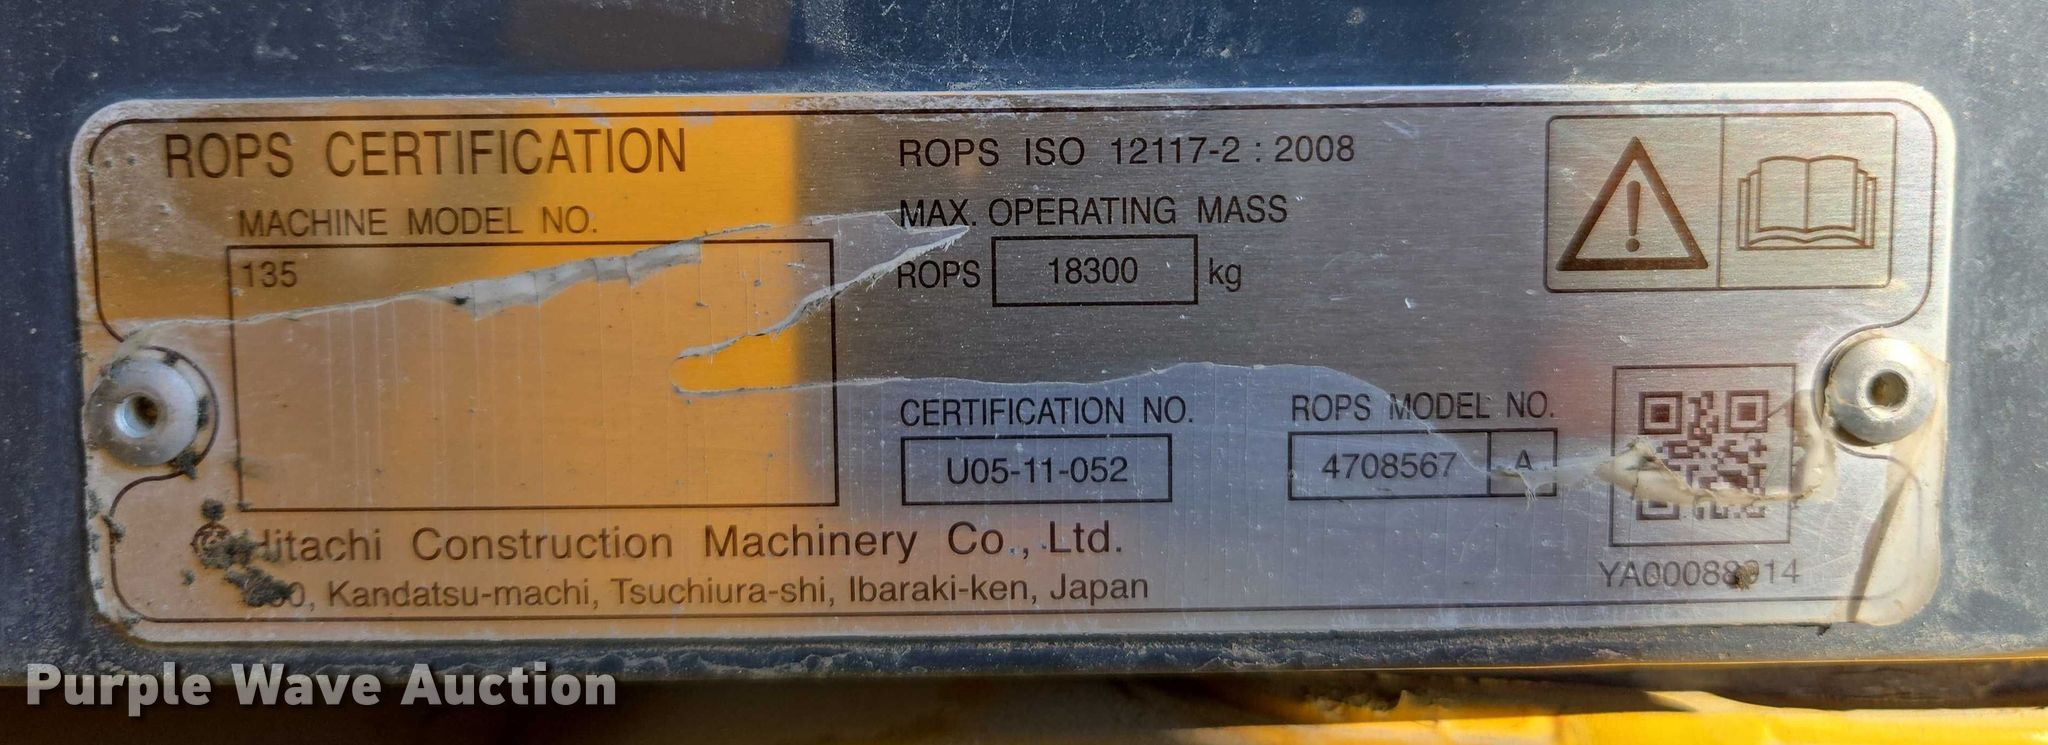 ROPS CERTIFICATION
MACHINE MODEL NO.
135
ROPS ISO 12117-2 : 2008
MAX. OPERATING MASS
ROPS 18300 kg
CERTIFICATION NO.
U05-11-052
ROPS MODEL NO.
4708567 A
Hitachi Construction Machinery Co., Ltd.
Kandatsu-machi, Tsuchiura-shi, Ibaraki-ken, Japan
Purple Wave Auction